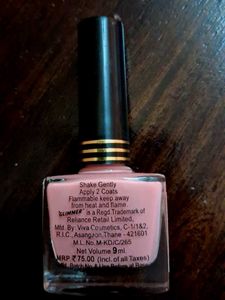 Shake Gently
Apply 2 Coats
Flammable keep away
from heat and flame
'GLIMMER' is a Regd Trademark of
Reliance Retail Limited,
Mfd. By: Viva Cosmetics, C-1/1&2,
R.I.C., Asangaon, Thane - 421601
M.L. No. M-KD/C/265
Net Volume 9ml
MRP ₹75.00 (Incl. of all Taxes)